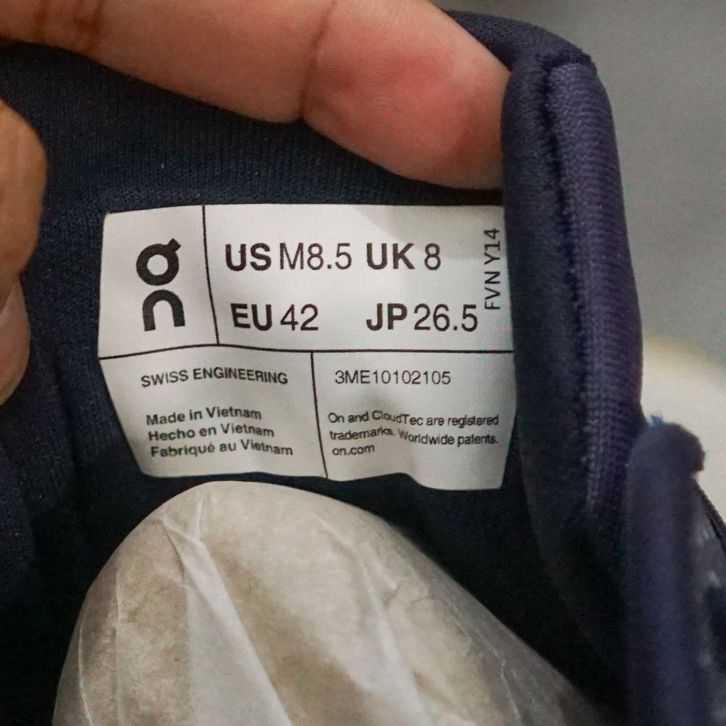 on
US M8.5 UK 8
EU 42 JP 26.5
FVN Y14
SWISS ENGINEERING
Made in Vietnam
Hecho en Vietnam
Fabriqué au Vietnam
3ME10102105
On and CloudTec are registered
trademarks. Worldwide patents.
on.com